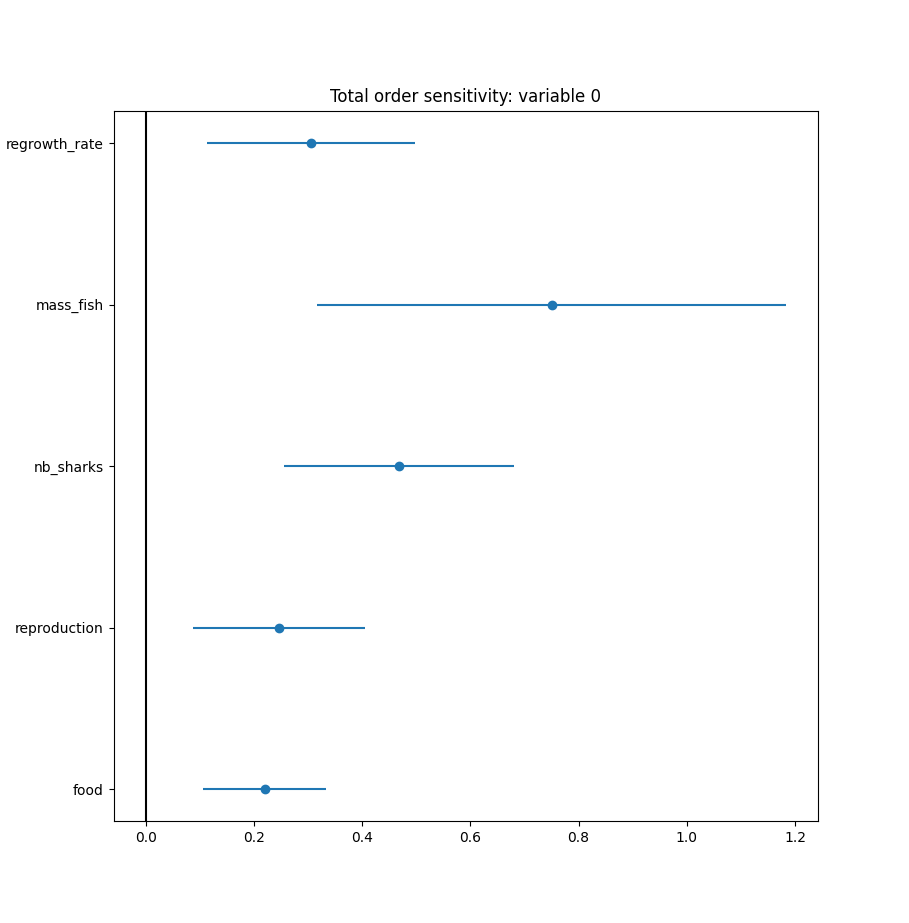 Total order sensitivity: variable 0
regrowth_rate
mass_fish
nb_sharks
reproduction
food
0.0 0.2 0.4 0.6 0.8 1.0 1.2